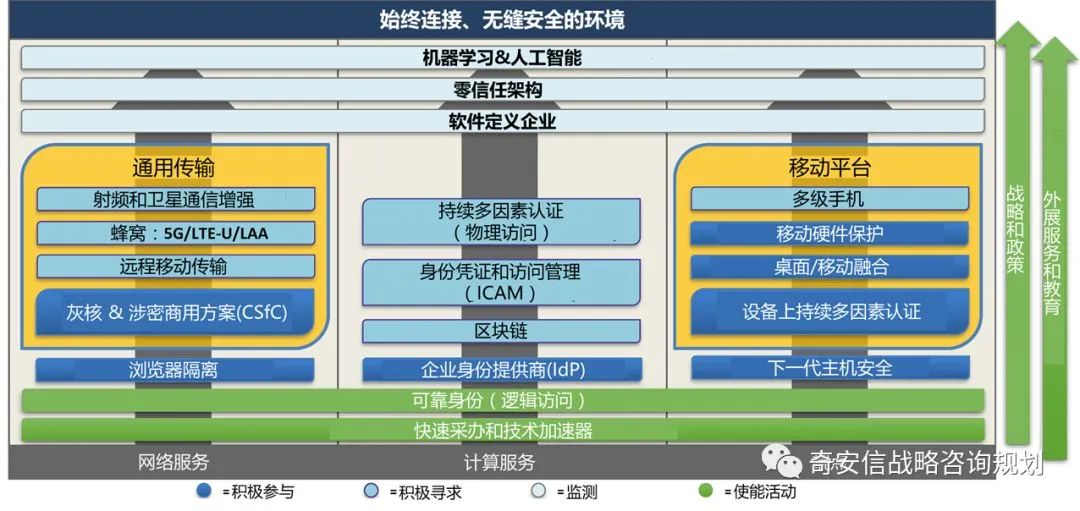 始终连接、无缝安全的环境
机器学习&人工智能
零信任架构
软件定义企业
通用传输
射频和卫星通信增强
蜂窝：5G/LTE-U/LAA
远程移动传输
灰核 & 涉密商用方案(CSfC)
浏览器隔离
持续多因素认证
（物理访问）
身份凭证和访问管理
（ICAM）
区块链
企业身份提供商(IdP)
移动平台
多级手机
移动硬件保护
桌面/移动融合
设备上持续多因素认证
下一代主机安全
可靠身份（逻辑访问）
快速采办和技术加速器
网络服务
计算服务
奇安信战略咨询规划
战略和政策
外展服务和教育
=积极参与
=积极寻求
=监测
=使能活动